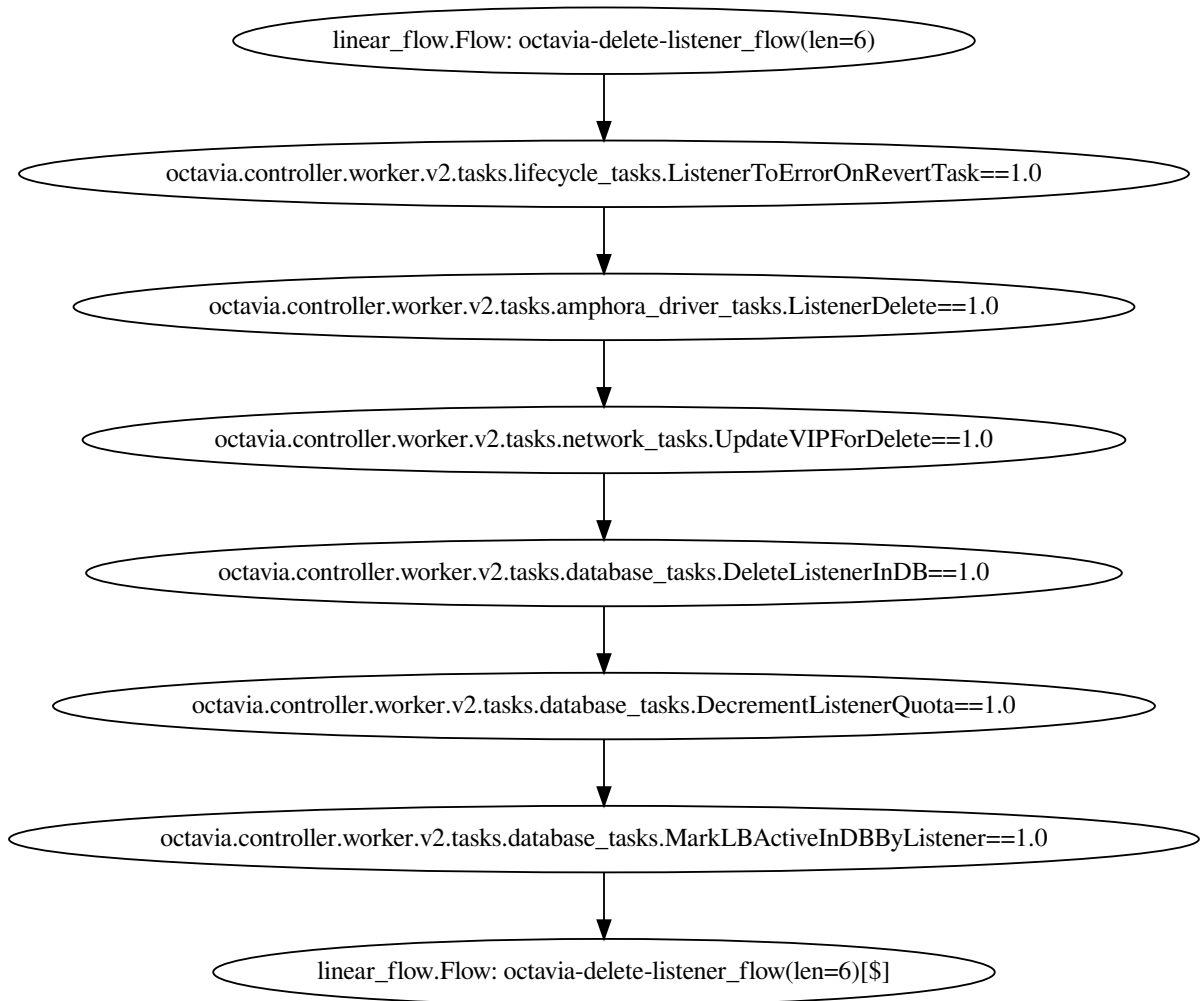 linear_flow.Flow: octavia-delete-listener_flow(len=6)
octavia.controller.worker.v2.tasks.lifecycle_tasks.ListenerToErrorOnRevertTask==1.0
octavia.controller.worker.v2.tasks.amphora_driver_tasks.ListenerDelete==1.0
octavia.controller.worker.v2.tasks.network_tasks.UpdateVIPForDelete==1.0
octavia.controller.worker.v2.tasks.database_tasks.DeleteListenerInDB==1.0
octavia.controller.worker.v2.tasks.database_tasks.DecrementListenerQuota==1.0
octavia.controller.worker.v2.tasks.database_tasks.MarkLBActiveInDBByListener==1.0
linear_flow.Flow: octavia-delete-listener_flow(len=6)[$]